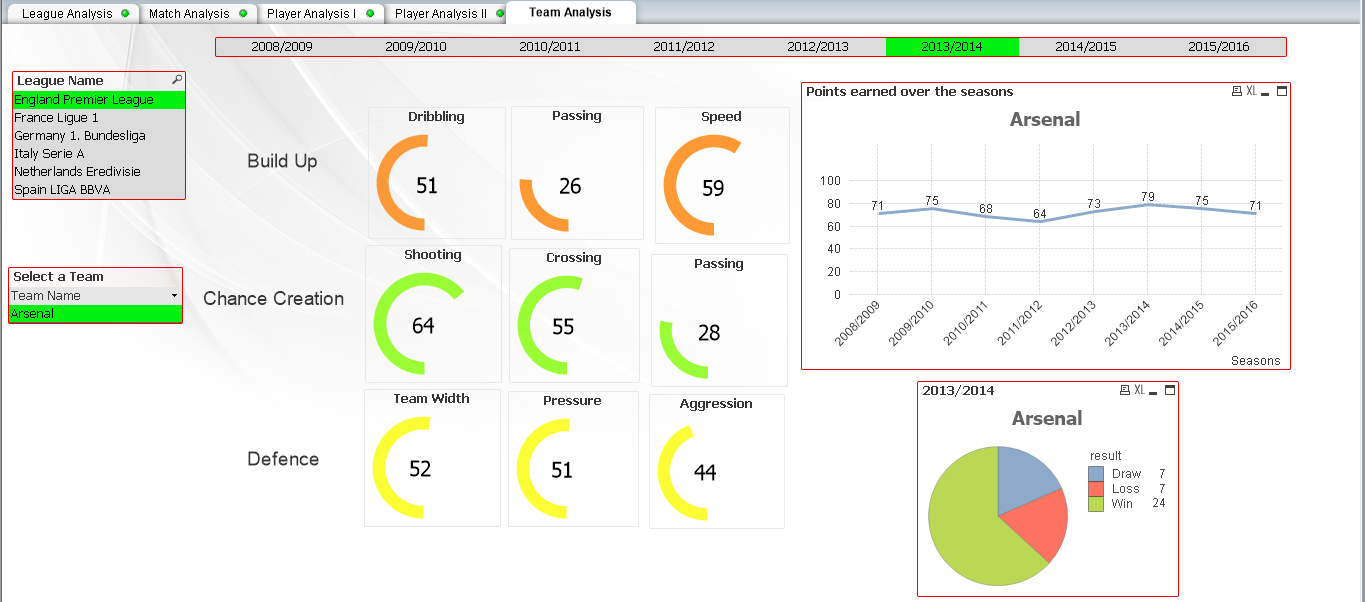 League Analysis
Match Analysis
Player Analysis I
Player Analysis II
Team Analysis
2008/2009
2009/2010
2010/2011
2011/2012
2012/2013
2013/2014
2014/2015
2015/2016
League Name
England Premier League
France Ligue 1
Germany 1. Bundesliga
Italy Serie A
Netherlands Eredivisie
Spain LIGA BBVA
Select a Team
Team Name
Arsenal
Build Up
Dribbling
51
Passing
26
Speed
59
Chance Creation
Shooting
64
Crossing
55
Passing
28
Defence
Team Width
52
Pressure
51
Aggression
44
Points earned over the seasons
XL
Arsenal
100
80
60
40
20
0
71
75
68
64
73
79
75
71
2008/2009
2009/2010
2010/2011
2011/2012
2012/2013
2013/2014
2014/2015
2015/2016
Seasons
2013/2014
XL
Arsenal
result
Draw 7
Loss 7
Win 24